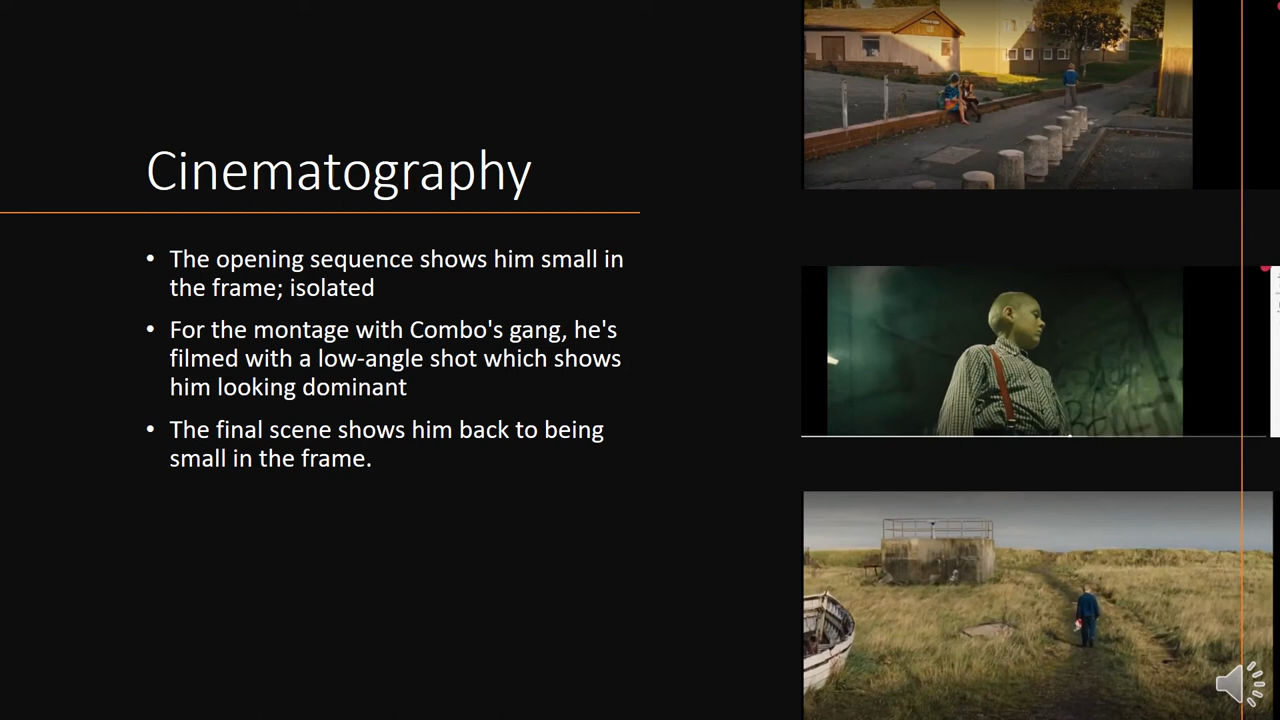 Cinematography
• The opening sequence shows him small in
the frame; isolated
• For the montage with Combo's gang, he's
filmed with a low-angle shot which shows
him looking dominant
• The final scene shows him back to being
small in the frame.